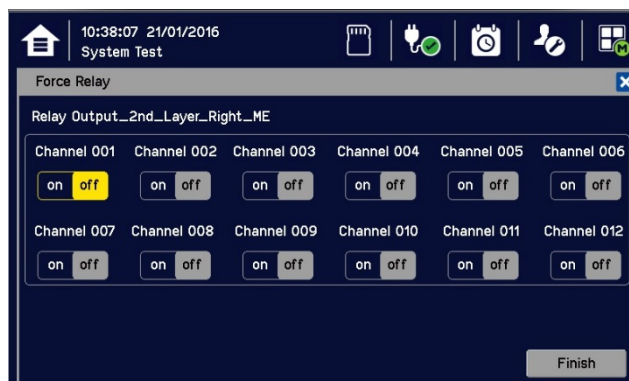 10:38:07 21/01/2016
System Test
M
Force Relay
Relay Output_2nd_Layer_Right_ME
Channel 001 Channel 002 Channel 003 Channel 004 Channel 005 Channel 006
on off on off on off on off on off on off
Channel 007 Channel 008 Channel 009 Channel 010 Channel 011 Channel 012
on off on off on off on off on off on off
Finish